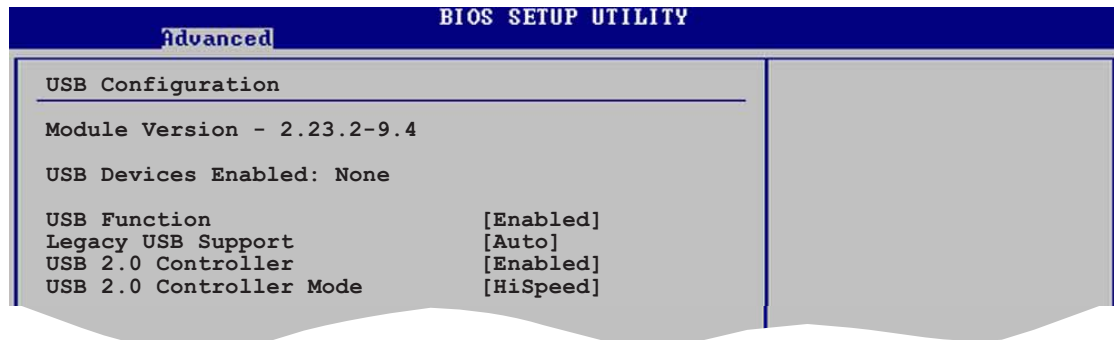 BIOS SETUP UTILITY
Advanced
USB Configuration
Module Version - 2.23.2-9.4
USB Devices Enabled: None
USB Function [Enabled]
Legacy USB Support [Auto]
USB 2.0 Controller [Enabled]
USB 2.0 Controller Mode [HiSpeed]